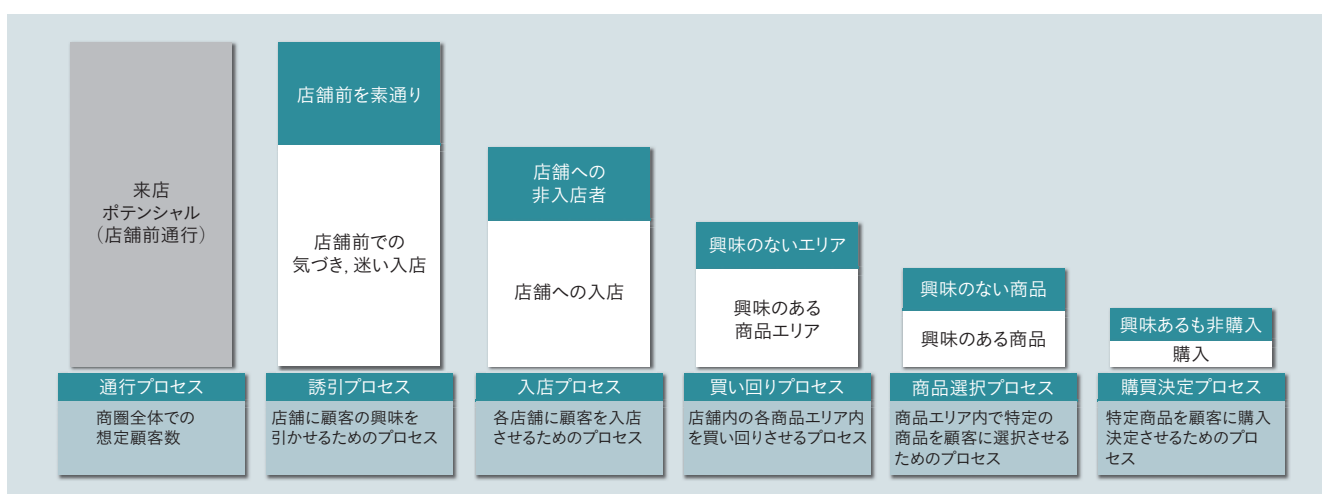 来店
ポテンシャル
（店舗前通行）
店舗前を素通り
店舗前での
気づき，迷い入店
店舗への
非入店者
店舗への入店
興味のないエリア
興味のある
商品エリア
興味のない商品
興味のある商品
興味あるも非購入
購入
通行プロセス
商圏全体での
想定顧客数
誘引プロセス
店舗に顧客の興味を
引かせるためのプロセス
入店プロセス
各店舗に顧客を入店
させるためのプロセス
買い回りプロセス
店舗内の各商品エリア内
を買い回りさせるプロセス
商品選択プロセス
商品エリア内で特定の
商品を顧客に選択させる
ためのプロセス
購買決定プロセス
特定商品を顧客に購入
決定させるためのプロ
セス